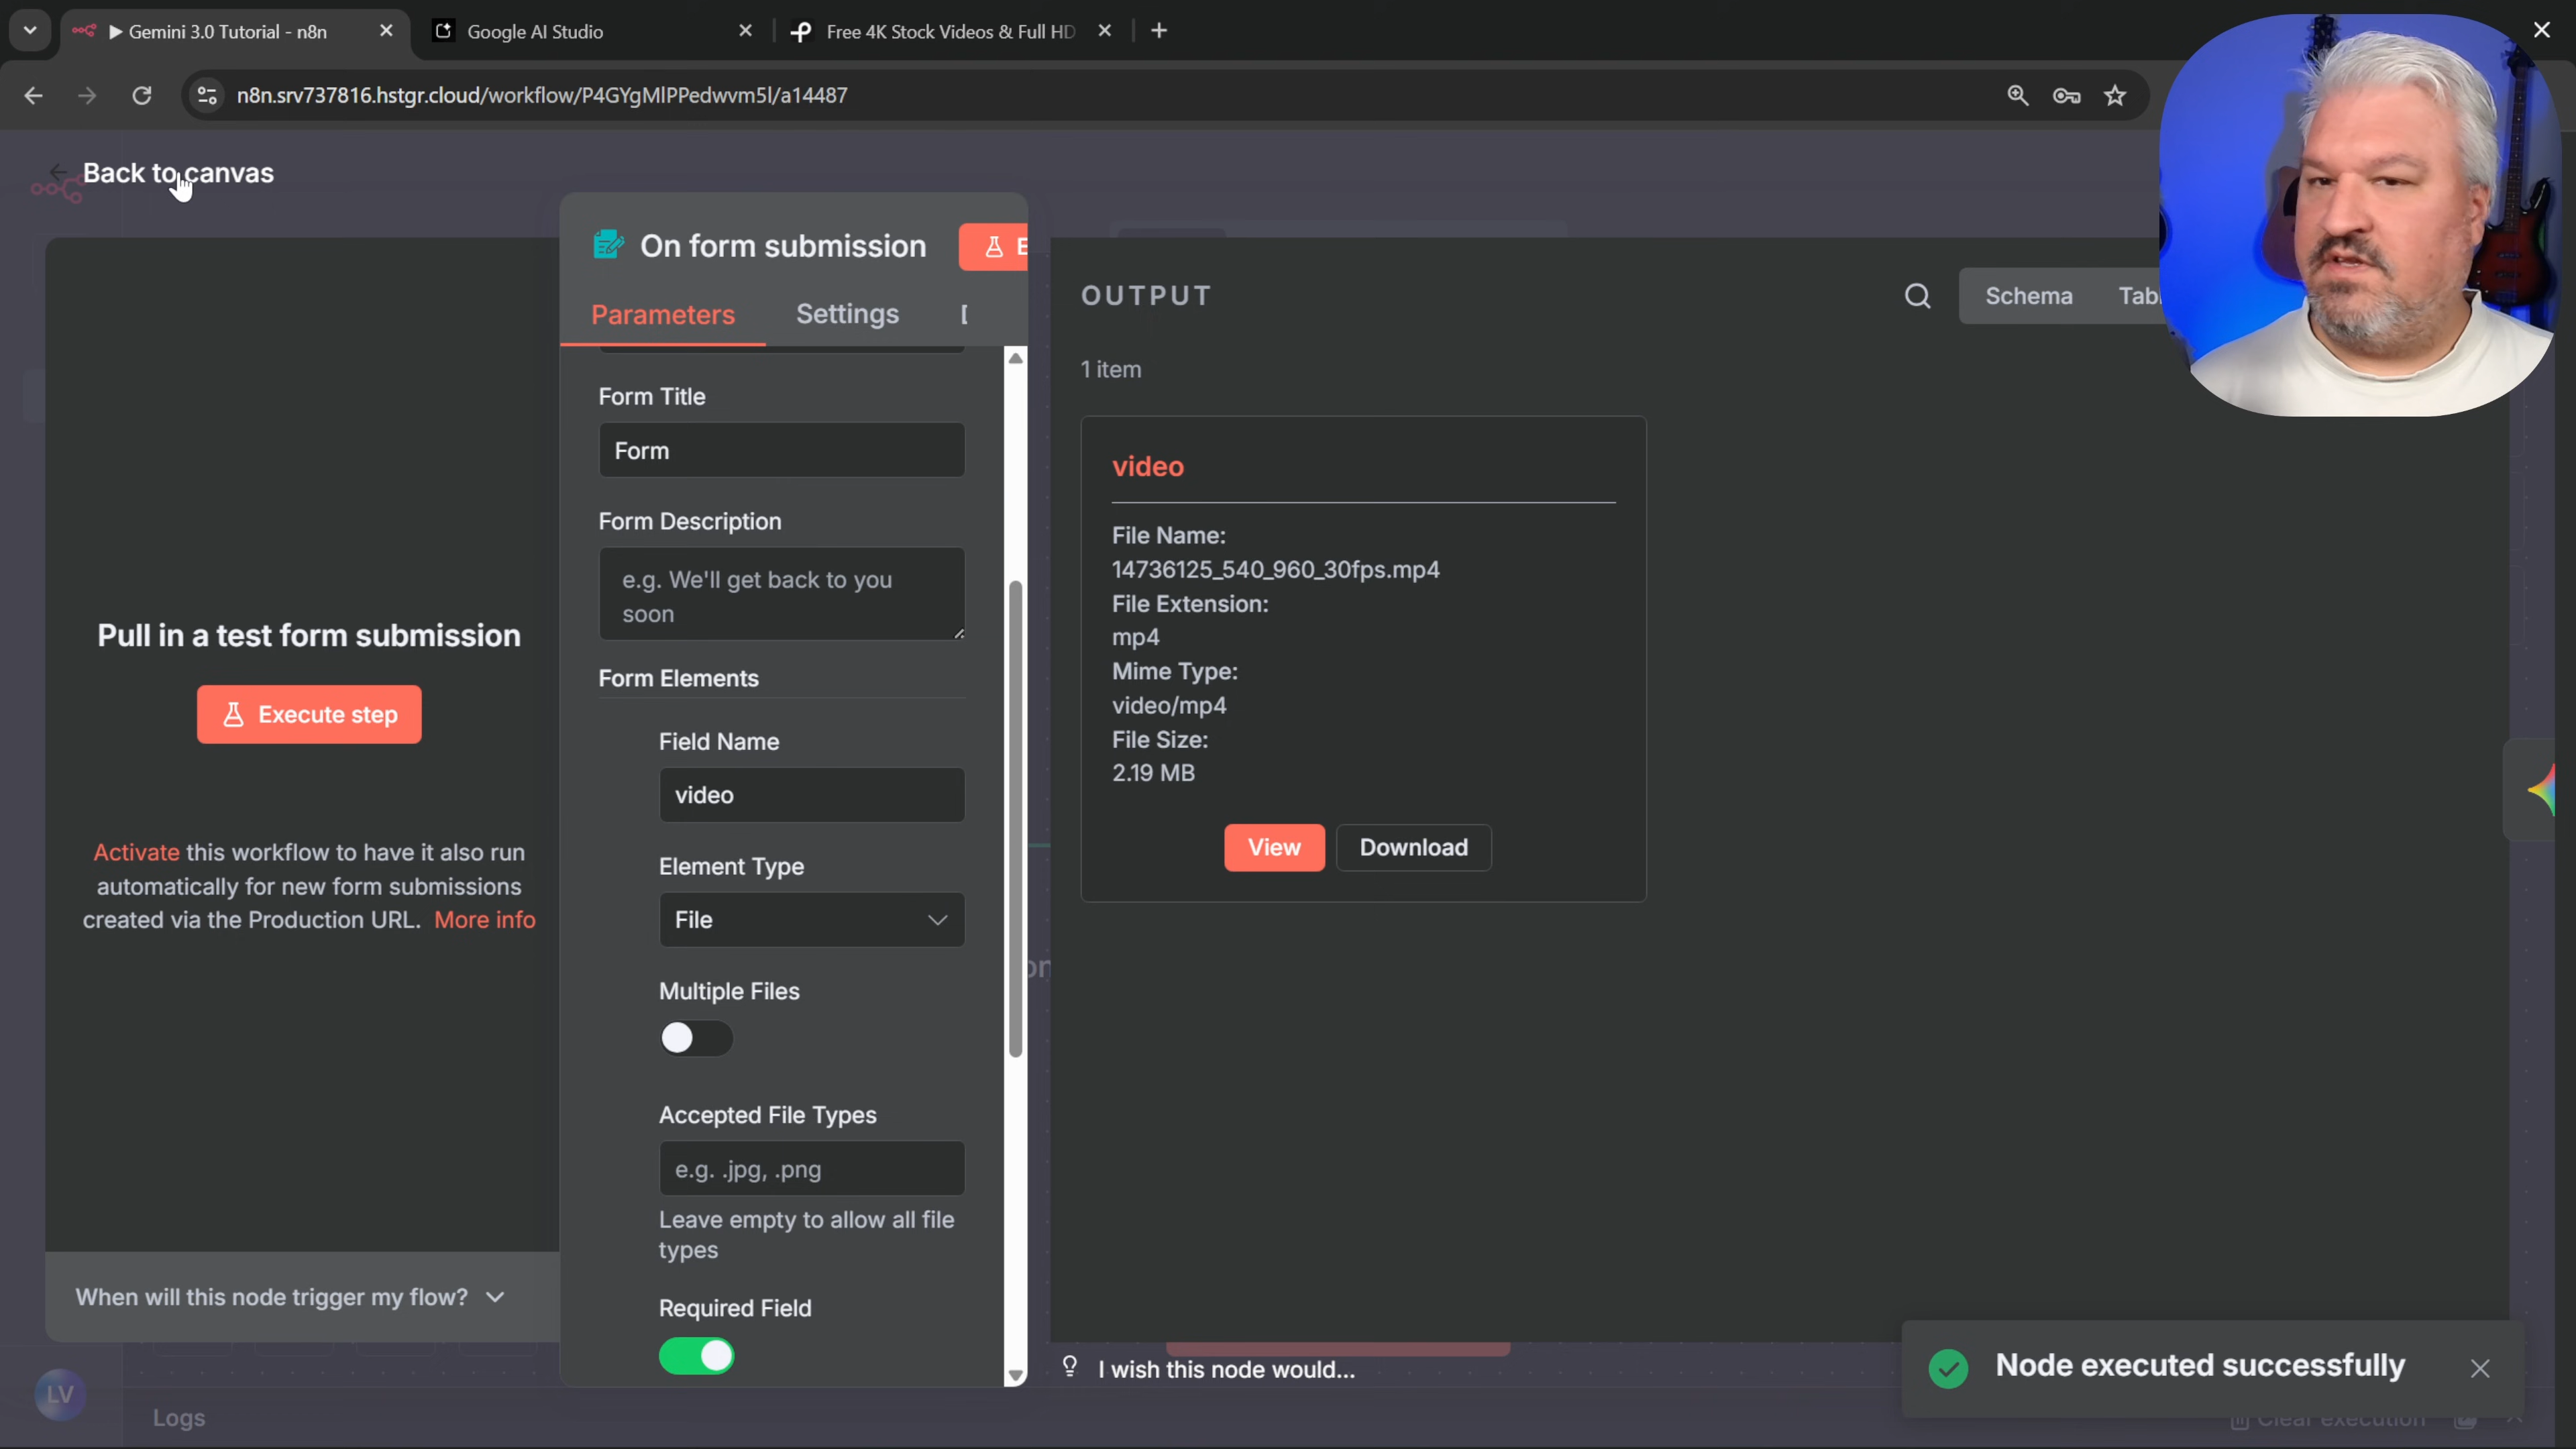 Gemini 3.0 Tutorial - n8n
Google AI Studio
Free 4K Stock Videos & Full HD
n8n.srv737816.hstgr.cloud/workflow/P4GYgMlPPedwvm5l/a14487
Back to canvas
On form submission
Parameters
Settings
Form Title
Form
Form Description
e.g. We'll get back to you
soon
Form Elements
Field Name
video
Element Type
File
Multiple Files
Accepted File Types
e.g. .jpg, .png
Leave empty to allow all file
types
Required Field
Pull in a test form submission
Execute step
Activate this workflow to have it also run
automatically for new form submissions
created via the Production URL. More info
When will this node trigger my flow?
OUTPUT
Schema
1 item
video
File Name:
14736125_540_960_30fps.mp4
File Extension:
mp4
Mime Type:
video/mp4
File Size:
2.19 MB
View
Download
I wish this node would...
Node executed successfully
LV
Logs
Clear execution